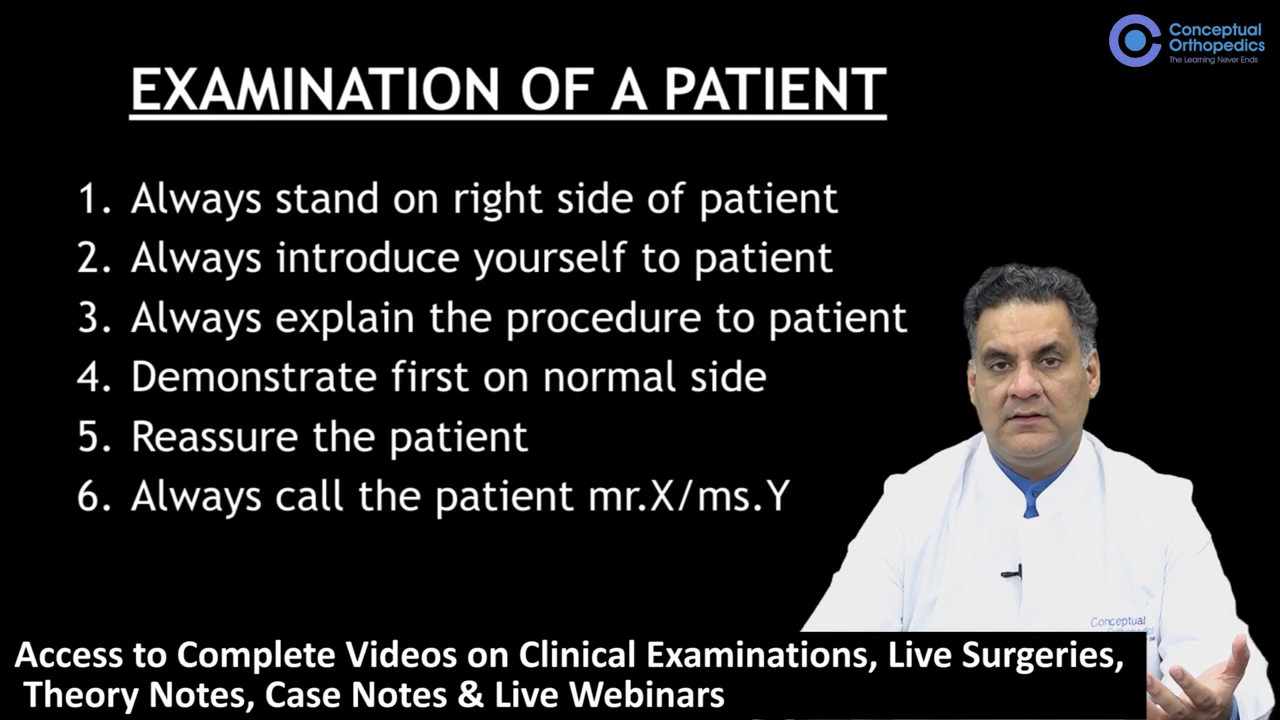 Conceptual
Orthopedics
The Learning Never Ends
EXAMINATION OF A PATIENT
1. Always stand on right side of patient
2. Always introduce yourself to patient
3. Always explain the procedure to patient
4. Demonstrate first on normal side
5. Reassure the patient
6. Always call the patient mr.X/ms.Y
Conceptual
Access to Complete Videos on Clinical Examinations, Live Surgeries,
Theory Notes, Case Notes & Live Webinars